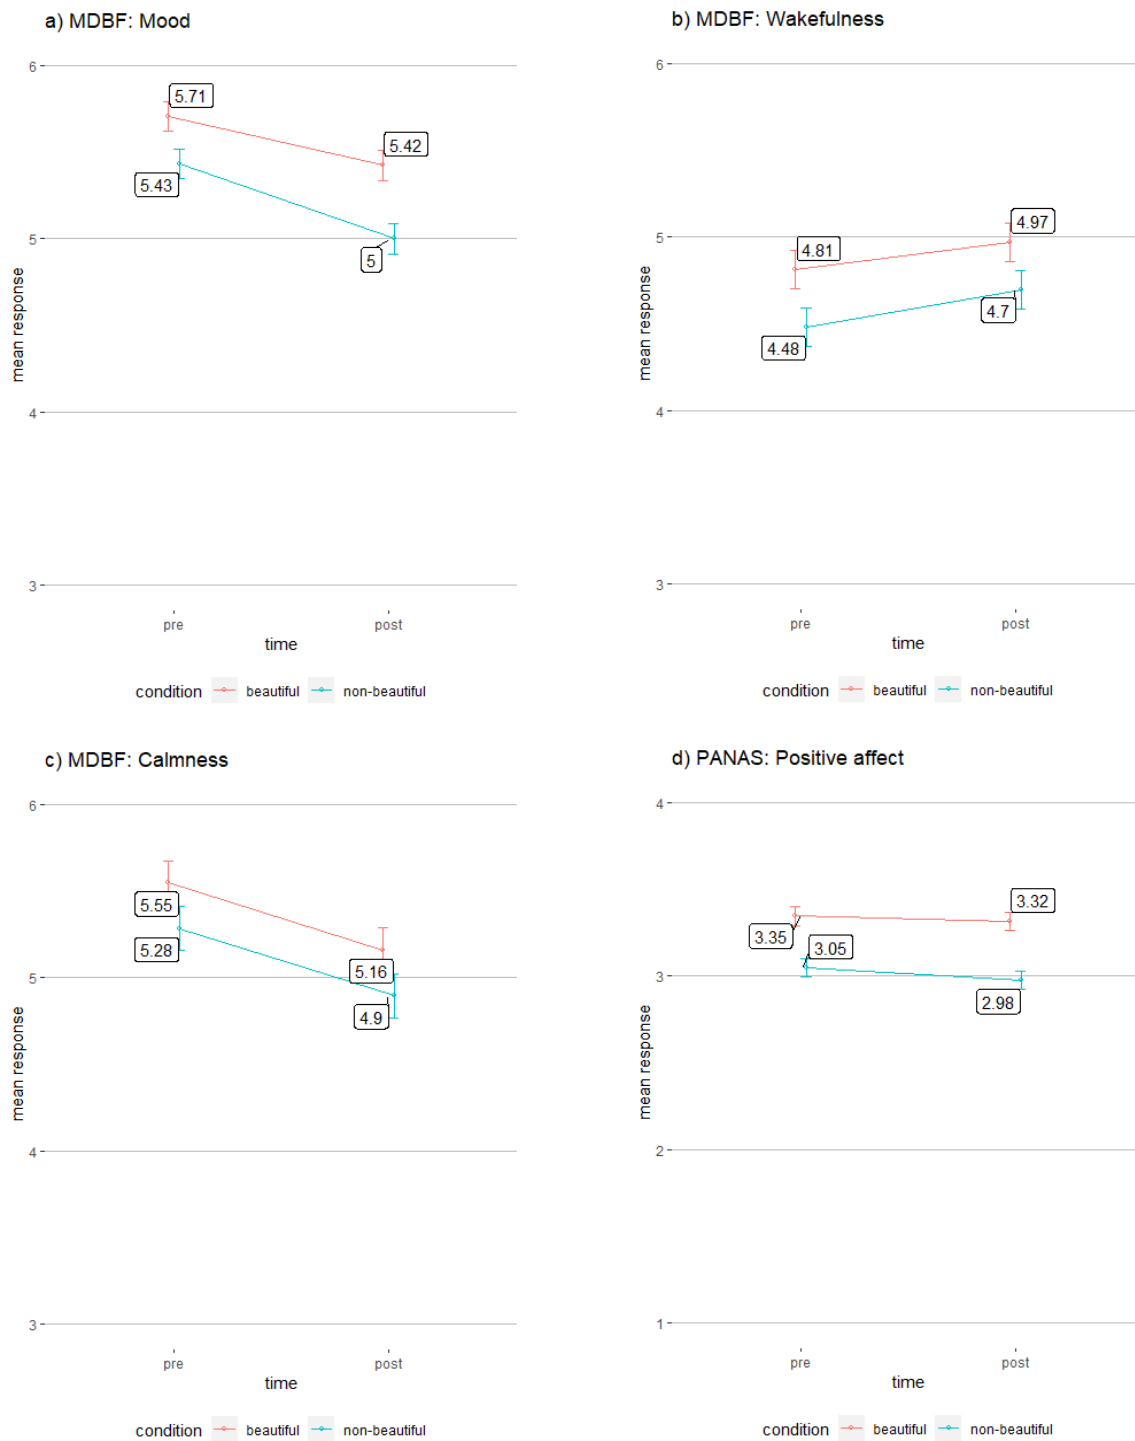 a) MDBF: Mood
6
5
4
3
mean response
5.71
5.42
5.43
5
pre
post
time
condition
beautiful
non-beautiful
b) MDBF: Wakefulness
6
5
4
3
mean response
4.81
4.97
4.48
4.7
pre
post
time
condition
beautiful
non-beautiful
c) MDBF: Calmness
6
5
4
3
mean response
5.55
5.28
5.16
4.9
pre
post
time
condition
beautiful
non-beautiful
d) PANAS: Positive affect
4
3
2
1
mean response
3.35
3.32
3.05
2.98
pre
post
time
condition
beautiful
non-beautiful